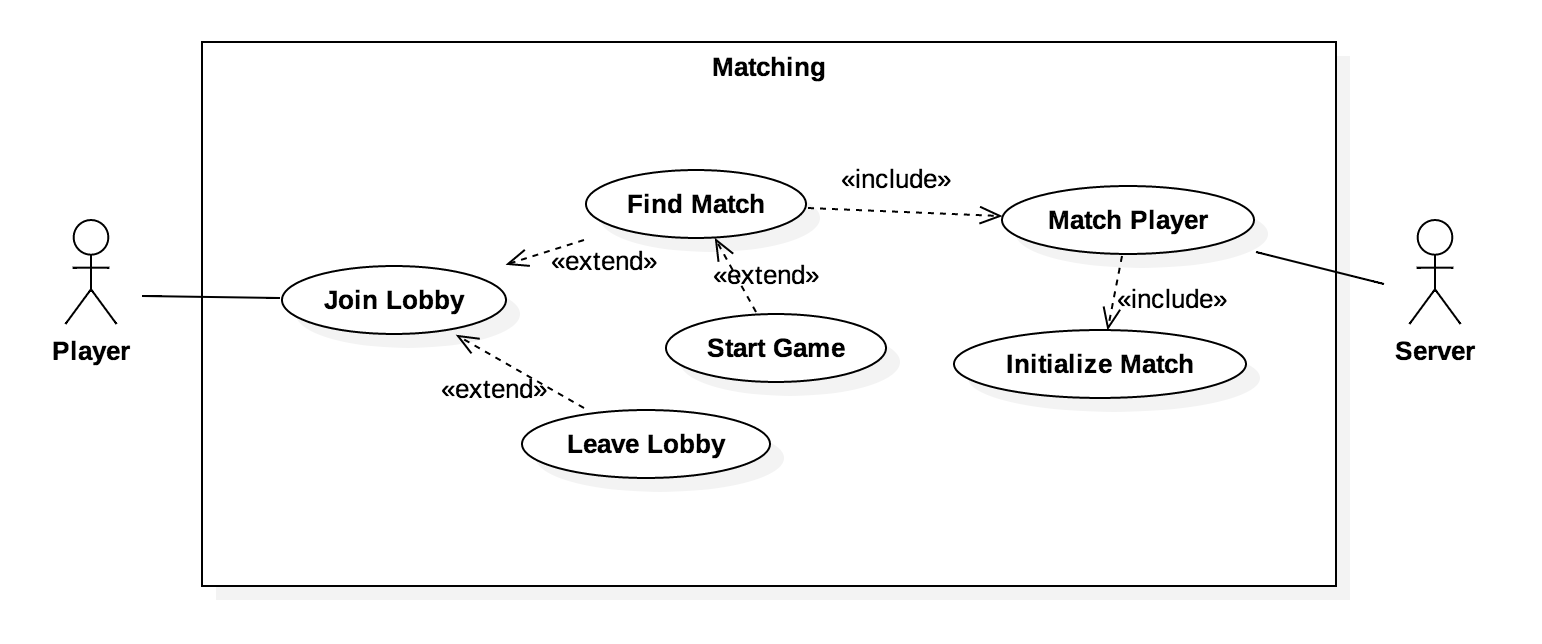 Matching
«include»
Find Match
Match Player
«extend»
«extend»
Join Lobby
«include»
Start Game
Player
Server
Initialize Match
«extend»
Leave Lobby